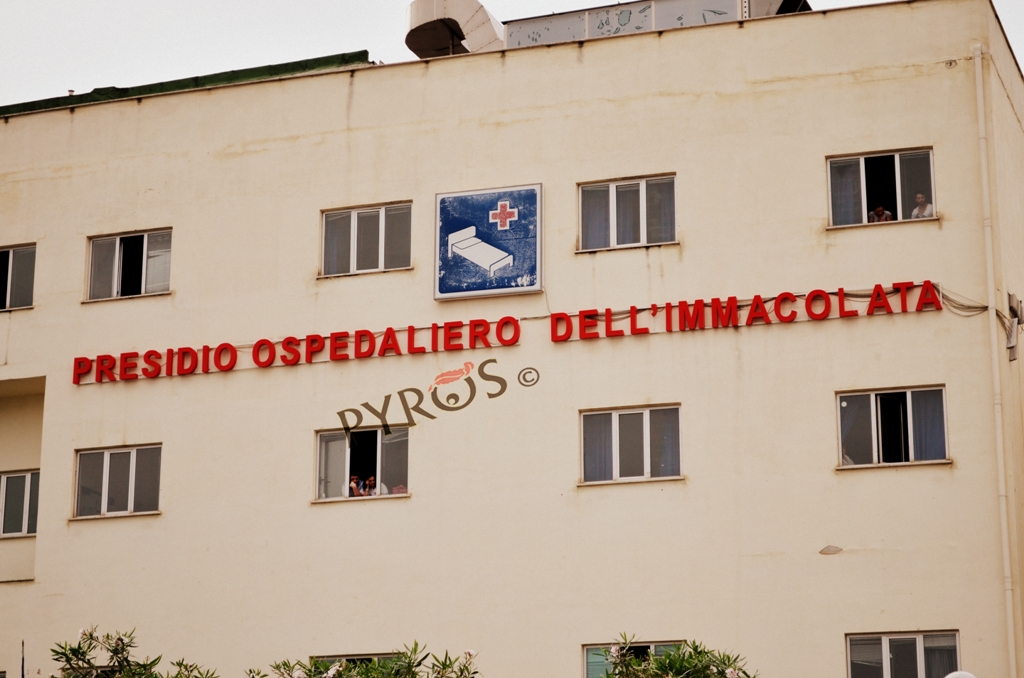 PRESIDIO OSPEDALIERO DELL'IMMACOLATA
PYROS ©